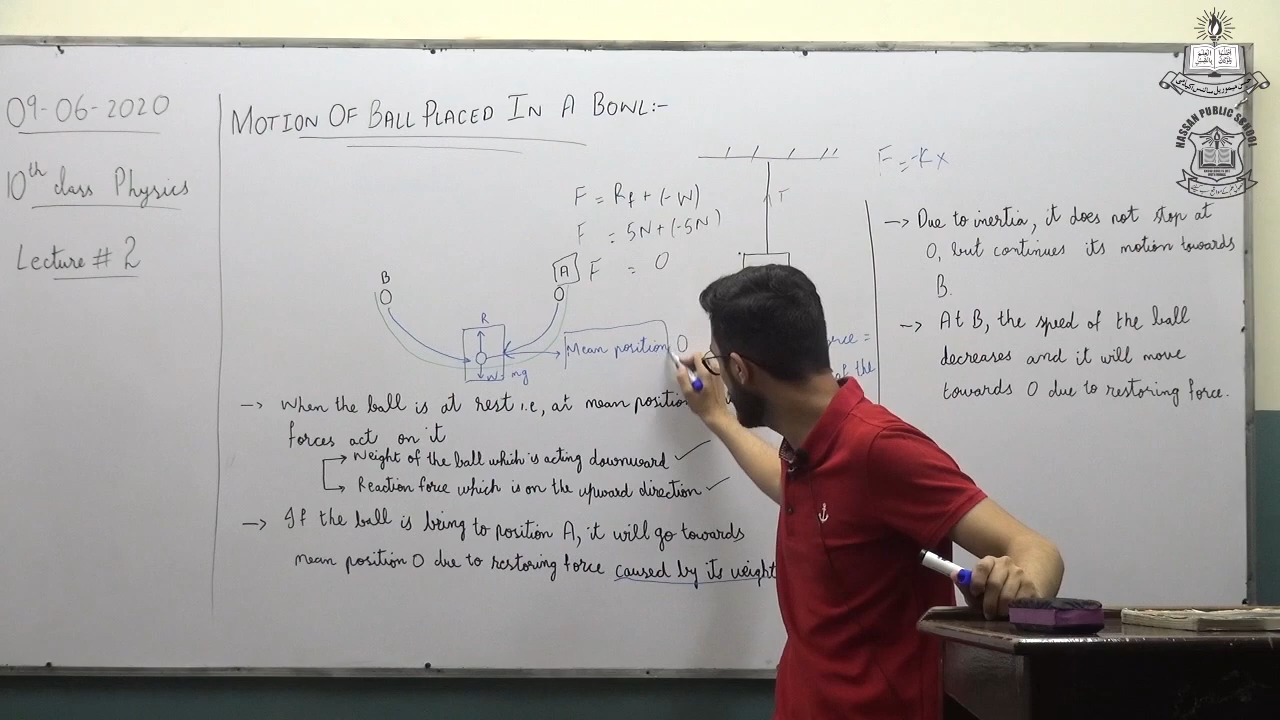 09-06-2020
10th class Physics
Lecture # 2
MOTION OF BALL PLACED IN A BOWL:-
F = Rf + (-W)
F = 5N + (-5N)
F = 0
T
F = -Kx
B
A
R
W = mg
Mean position O
→ When the ball is at rest i.e, at mean position
forces act on it
→ Weight of the ball which is acting downward ✓
→ Reaction force which is on the upward direction ✓
→ If the ball is bring to position A, it will go towards
mean position O due to restoring force caused by its weight
=
of the
→ Due to inertia, it does not stop at
O, but continues its motion towards
B.
→ At B, the speed of the ball
decreases and it will move
towards O due to restoring force.
HASSAN PUBLIC SCHOOL